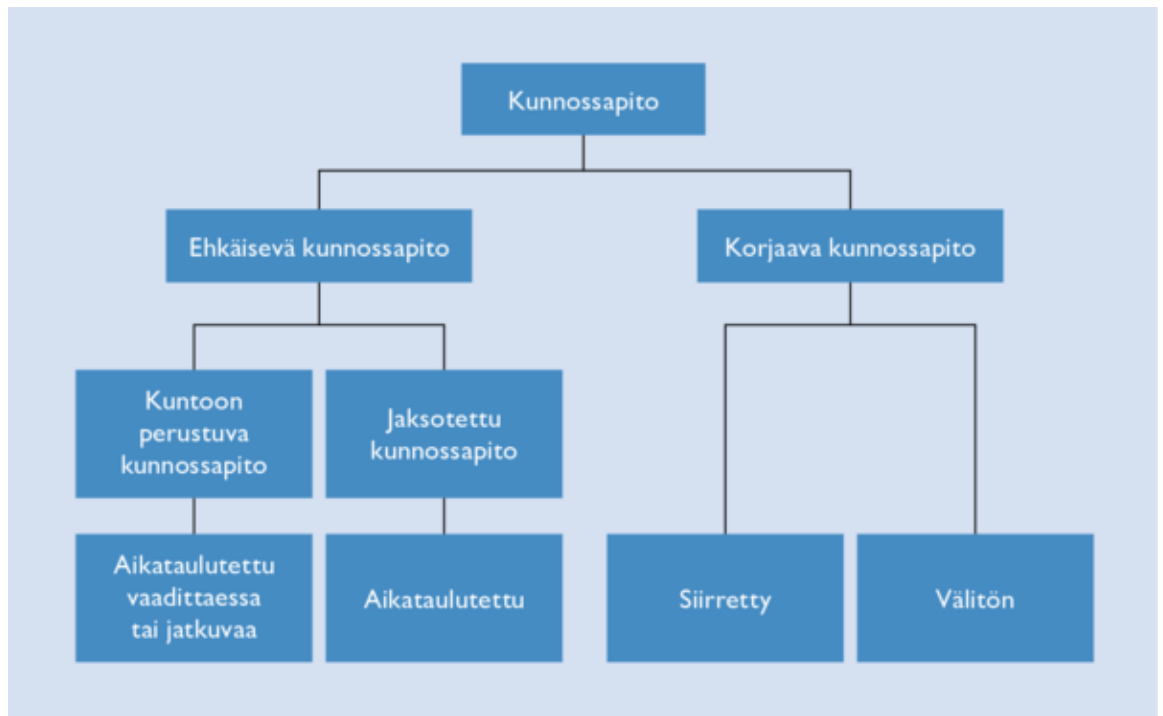 Kunnossapito
Ehkäisevä kunnossapito
Korjaava kunnossapito
Kuntoon
perustuva
kunnossapito
Jaksotettu
kunnossapito
Aikataulutettu
vaadittaessa
tai jatkuvaa
Aikataulutettu
Siirretty
Välitön